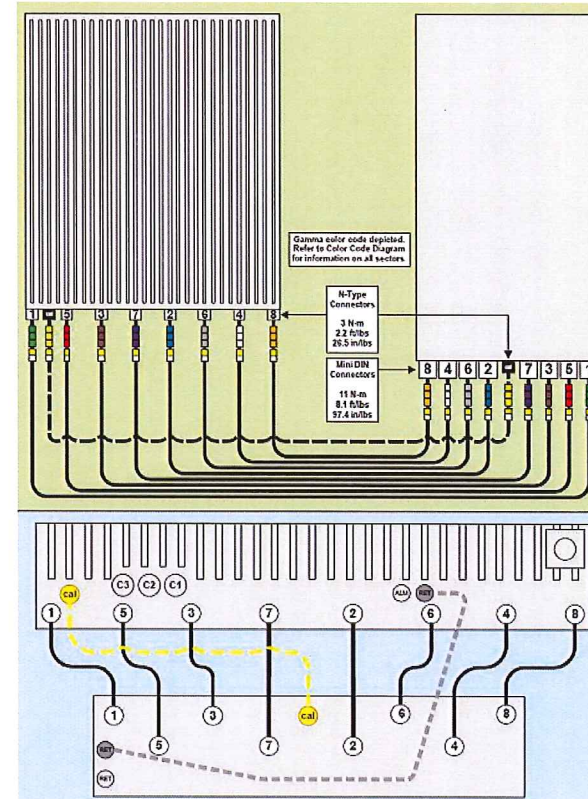 Gamma color code depicted.
Refer to Color Code Diagram
for information on all sectors
N-Type
Connectors
3 N-m
2.2 ft/lbs
26.5 in/lbs
1 5 3 7 2 6 4 8
Mini DIN
Connectors
11 N-m
8.1 ft/lbs
97.4 in/lbs
8 4 6 2 7 3 5 1
C3 C2 C1
cal ALM RET
1 5 3 7 2 6 4 8
1 3 cal 6 8
5 7 2 4
RET
RET